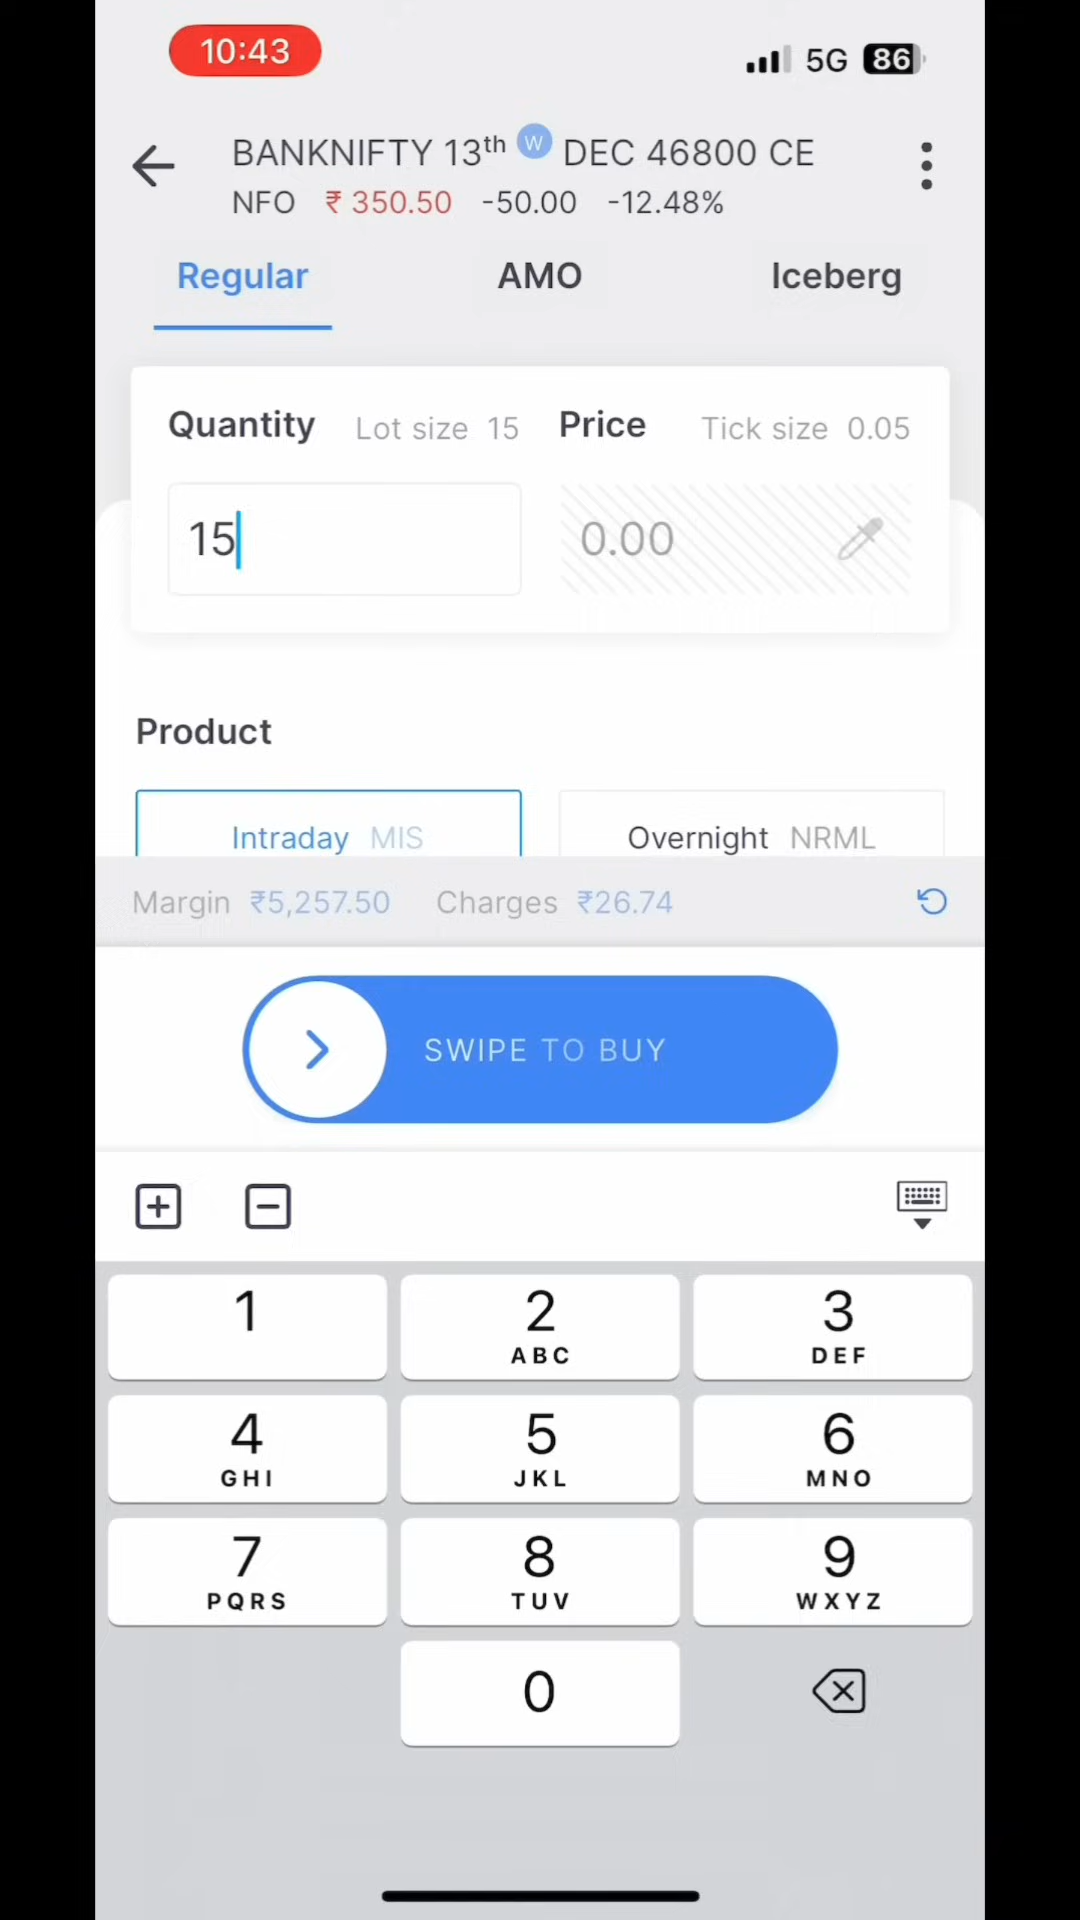 10:43
5G 86
BANKNIFTY 13th W DEC 46800 CE
NFO ₹ 350.50 -50.00 -12.48%
Regular AMO Iceberg
Quantity Lot size 15 Price Tick size 0.05
15 0.00
Product
Intraday MIS Overnight NRML
Margin ₹5,257.50 Charges ₹26.74
SWIPE TO BUY
1 2 3
ABC DEF
4 5 6
GHI JKL MNO
7 8 9
PQRS TUV WXYZ
0